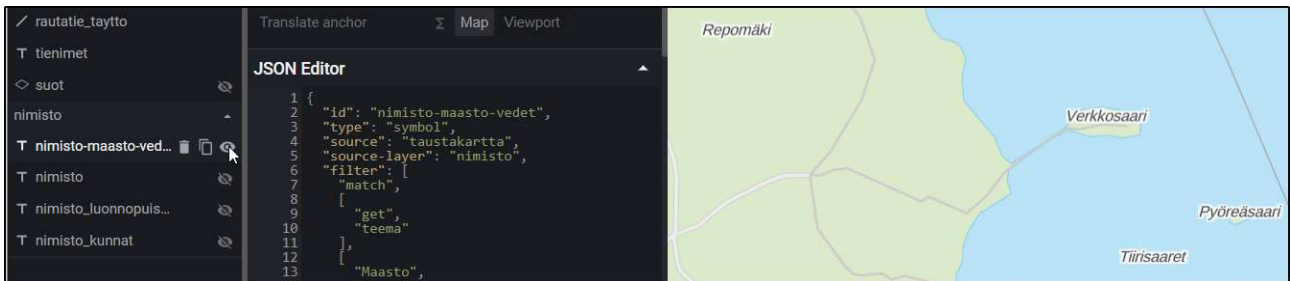 rautatie_taytto
tienimet
suot
nimisto
nimisto-maasto-ved...
nimisto
nimisto_luonnopuis...
nimisto_kunnat
Translate anchor Σ Map Viewport
JSON Editor
1 {
2 "id": "nimisto-maasto-vedet",
3 "type": "symbol",
4 "source": "taustakartta",
5 "source-layer": "nimisto",
6 "filter": [
7 "match",
8 [
9 "get",
10 "teema"
11 ],
12 [
13 "Maasto",
Repomäki
Verkkosaari
Pyöreäsaari
Tiirisaaret